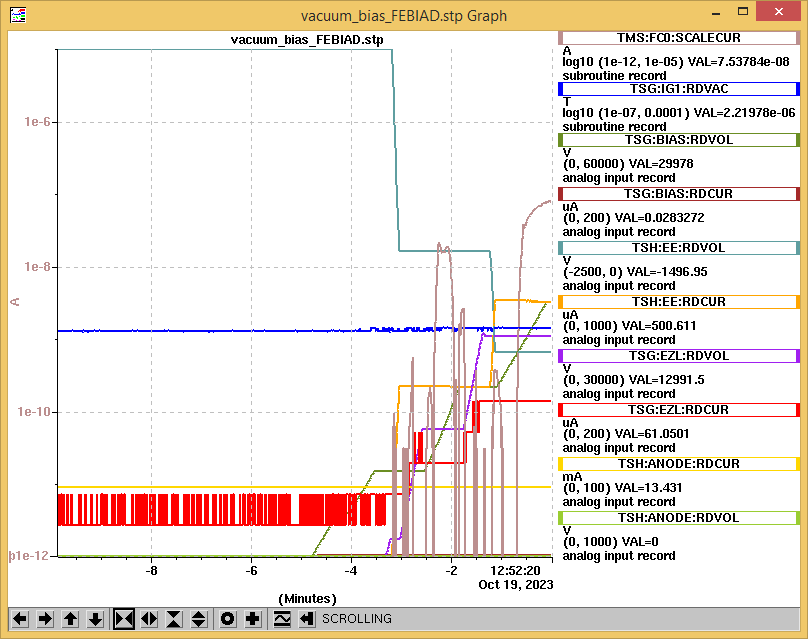 vacuum_bias_FEBIAD.stp Graph
vacuum_bias_FEBIAD.stp
1e-6
1e-8
A
1e-10
1e-12
-8
-6
-4
-2
12:52:20
Oct 19, 2023
(Minutes)
TMS:FC0:SCALECUR
A
log10 (1e-12, 1e-05) VAL=7.53784e-08
subroutine record
TSG:IG1:RDVAC
T
log10 (1e-07, 0.0001) VAL=2.21978e-06
subroutine record
TSG:BIAS:RDVOL
V
(0, 60000) VAL=29978
analog input record
TSG:BIAS:RDCUR
uA
(0, 200) VAL=0.0283272
analog input record
TSH:EE:RDVOL
V
(-2500, 0) VAL=-1496.95
analog input record
TSH:EE:RDCUR
uA
(0, 1000) VAL=500.611
analog input record
TSG:EZL:RDVOL
V
(0, 30000) VAL=12991.5
analog input record
TSG:EZL:RDCUR
uA
(0, 200) VAL=61.0501
analog input record
TSH:ANODE:RDCUR
mA
(0, 100) VAL=13.431
analog input record
TSH:ANODE:RDVOL
V
(0, 1000) VAL=0
analog input record
SCROLLING